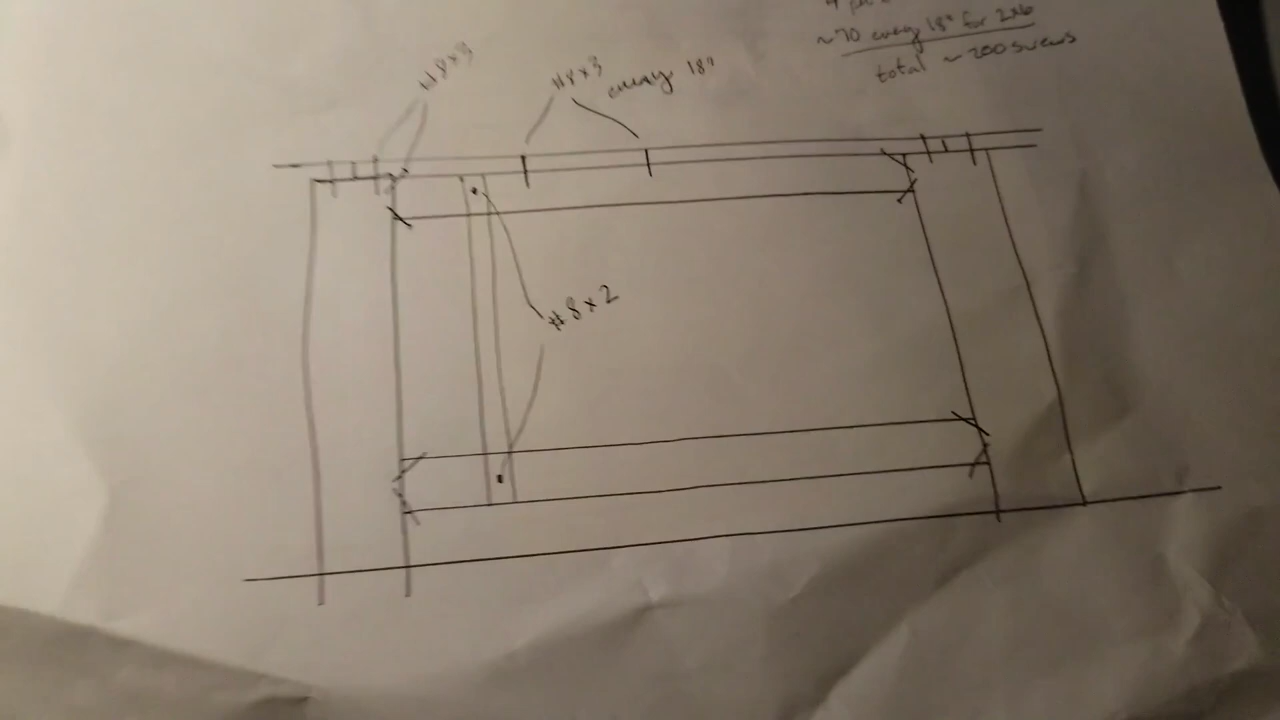 ~70 every 18" for 2x6
total ~ 200 screws
#8x3
#8x3
every 18"
#8x2